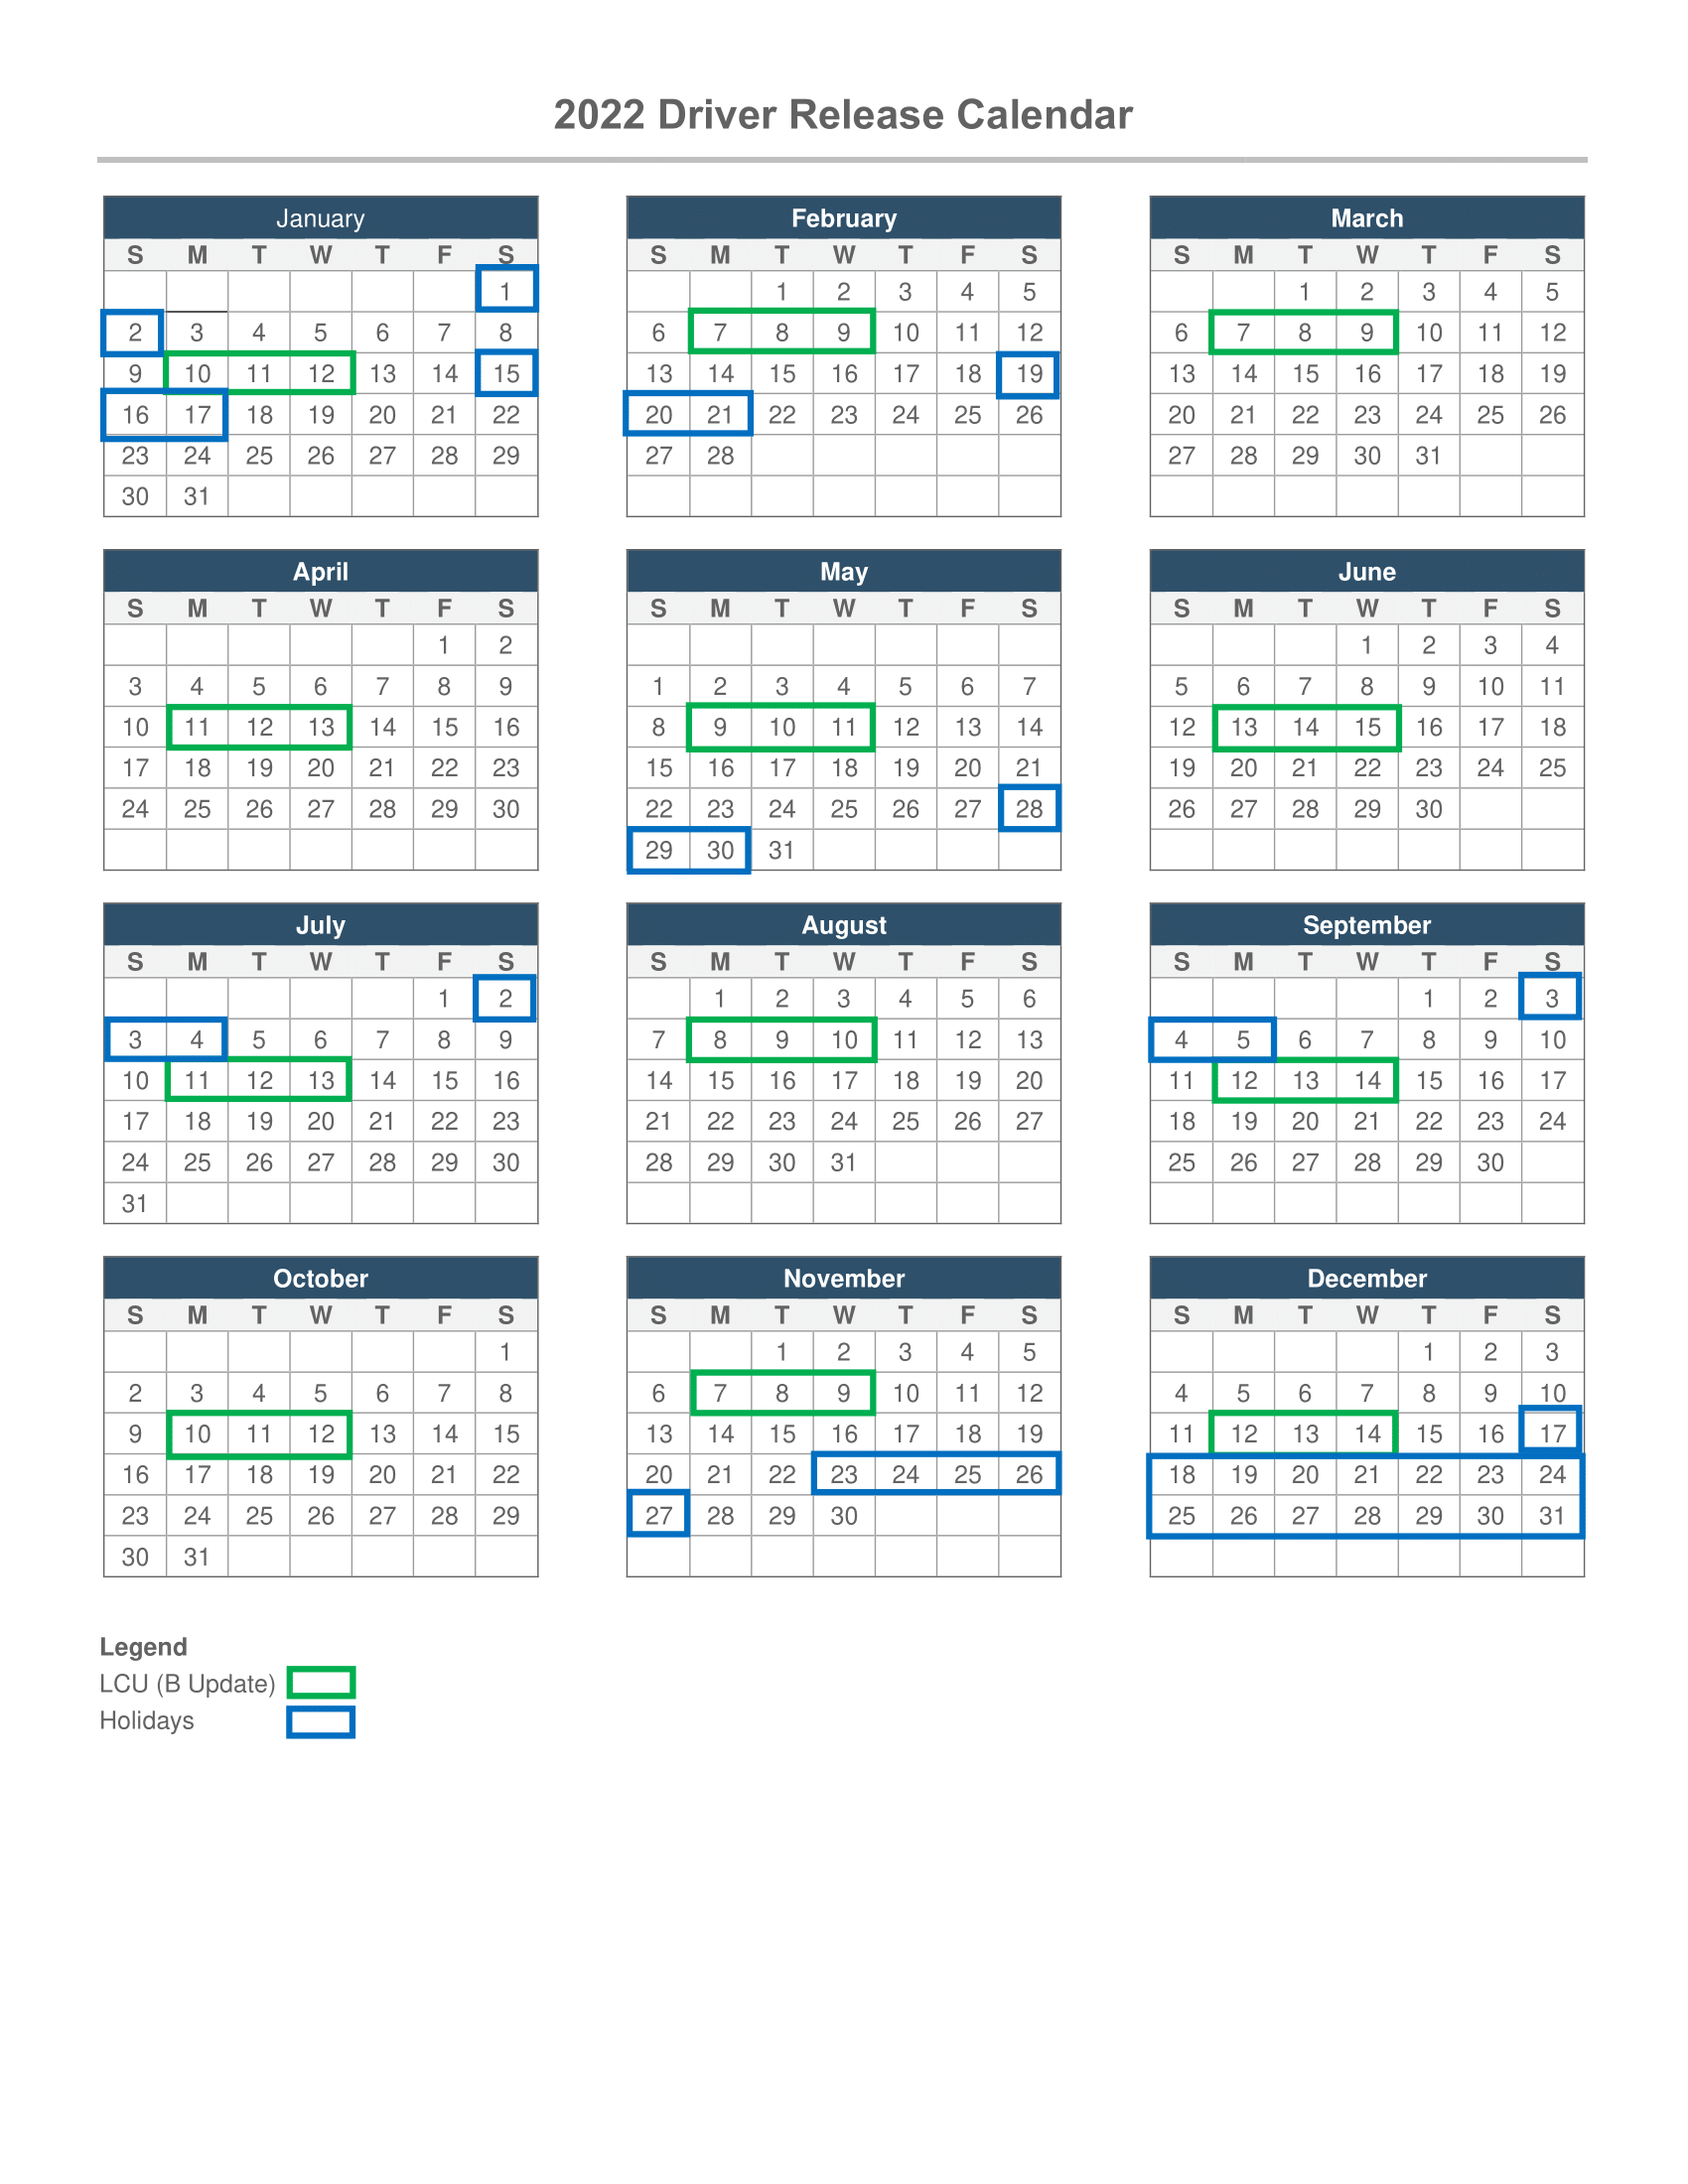 2022 Driver Release Calendar
January February March
S M T W T F S S M T W T F S S M T W T F S
1 1 2 3 4 5 1 2 3 4 5
2 3 4 5 6 7 8 6 7 8 9 10 11 12 6 7 8 9 10 11 12
9 10 11 12 13 14 15 13 14 15 16 17 18 19 13 14 15 16 17 18 19
16 17 18 19 20 21 22 20 21 22 23 24 25 26 20 21 22 23 24 25 26
23 24 25 26 27 28 29 27 28 27 28 29 30 31
30 31
April May June
S M T W T F S S M T W T F S S M T W T F S
1 2 1 2 3 4
3 4 5 6 7 8 9 1 2 3 4 5 6 7 5 6 7 8 9 10 11
10 11 12 13 14 15 16 8 9 10 11 12 13 14 12 13 14 15 16 17 18
17 18 19 20 21 22 23 15 16 17 18 19 20 21 19 20 21 22 23 24 25
24 25 26 27 28 29 30 22 23 24 25 26 27 28 26 27 28 29 30
29 30 31
July August September
S M T W T F S S M T W T F S S M T W T F S
1 2 1 2 3 4 5 6 1 2 3
3 4 5 6 7 8 9 7 8 9 10 11 12 13 4 5 6 7 8 9 10
10 11 12 13 14 15 16 14 15 16 17 18 19 20 11 12 13 14 15 16 17
17 18 19 20 21 22 23 21 22 23 24 25 26 27 18 19 20 21 22 23 24
24 25 26 27 28 29 30 28 29 30 31 25 26 27 28 29 30
31
October November December
S M T W T F S S M T W T F S S M T W T F S
1 1 2 3 4 5 1 2 3
2 3 4 5 6 7 8 6 7 8 9 10 11 12 4 5 6 7 8 9 10
9 10 11 12 13 14 15 13 14 15 16 17 18 19 11 12 13 14 15 16 17
16 17 18 19 20 21 22 20 21 22 23 24 25 26 18 19 20 21 22 23 24
23 24 25 26 27 28 29 27 28 29 30 25 26 27 28 29 30 31
30 31
Legend
LCU (B Update)
Holidays